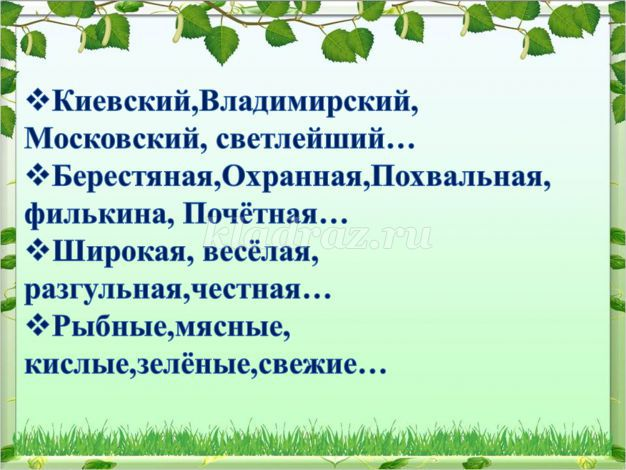 ❖Киевский,Владимирский,
Московский, светлейший…
❖Берестяная,Охранная,Похвальная,
филькина, Почётная…
kladraz.ru
❖Широкая, весёлая,
разгульная,честная…
❖Рыбные,мясные,
кислые,зелёные,свежие…